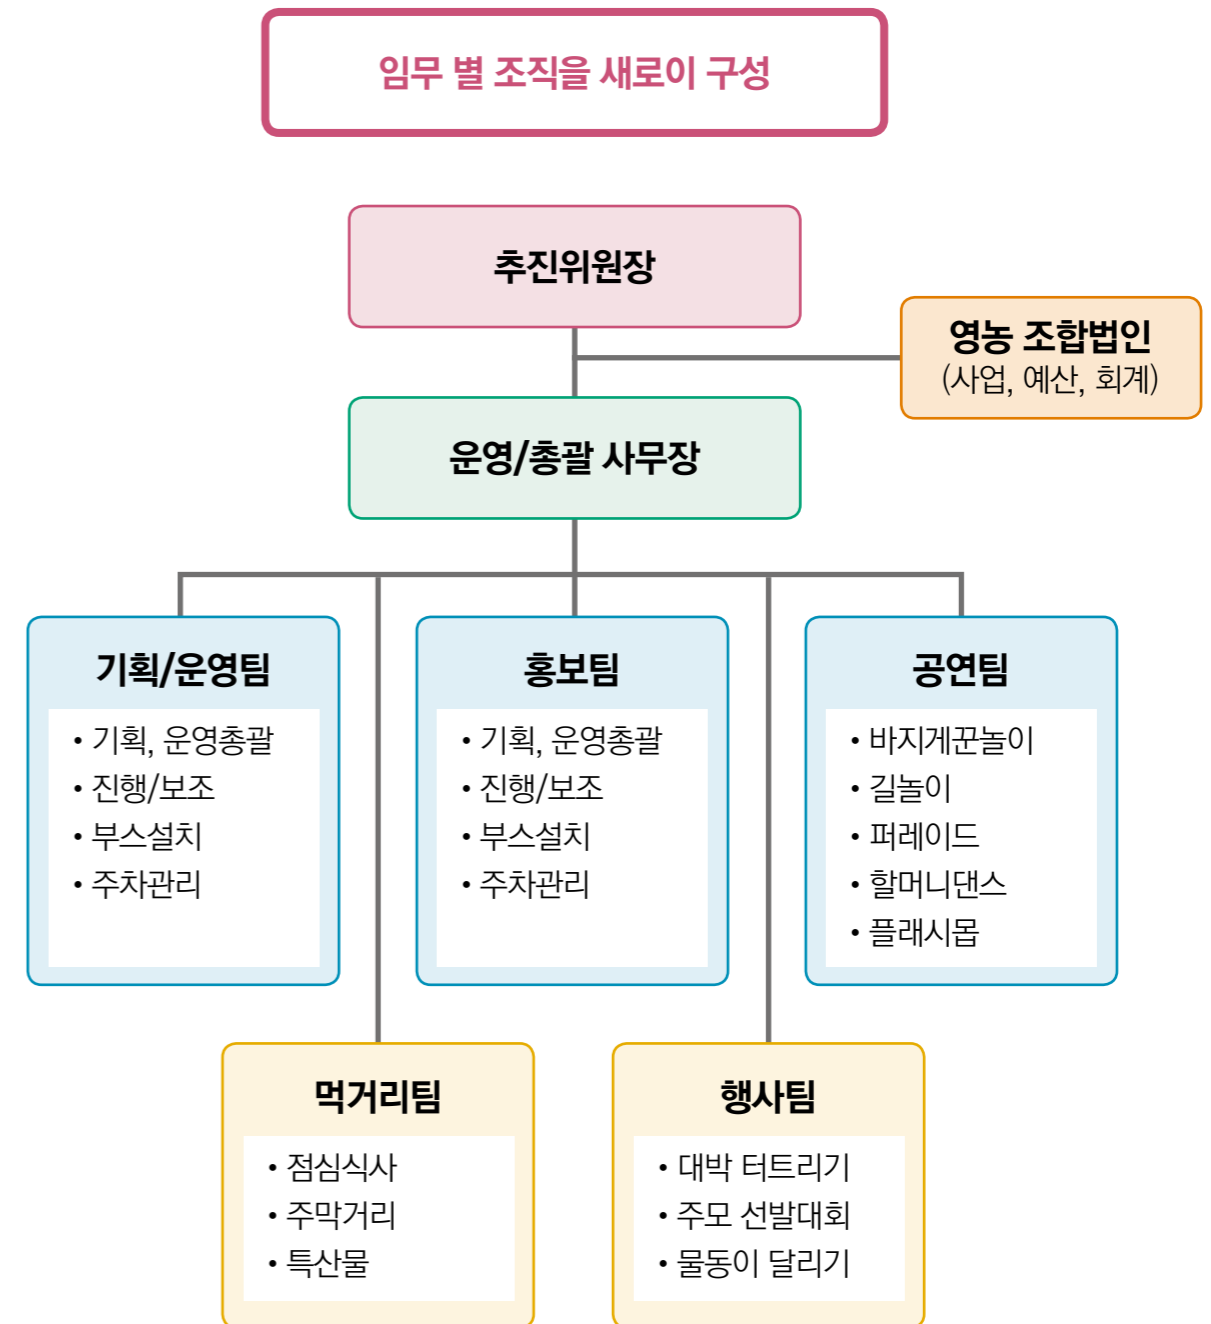 임무 별 조직을 새로이 구성
추진위원장
영농 조합법인
(사업, 예산, 회계)
운영/총괄 사무장
기획/운영팀
• 기획, 운영총괄
• 진행/보조
• 부스설치
• 주차관리
홍보팀
• 기획, 운영총괄
• 진행/보조
• 부스설치
• 주차관리
공연팀
• 바지게꾼놀이
• 길놀이
• 퍼레이드
• 할머니댄스
• 플래시몹
먹거리팀
• 점심식사
• 주막거리
• 특산물
행사팀
• 대박 터트리기
• 주모 선발대회
• 물동이 달리기